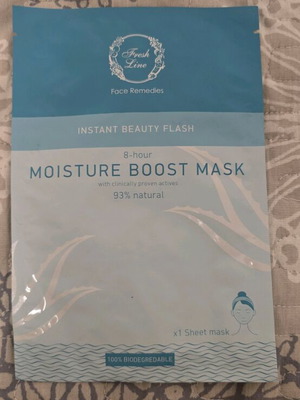 Fresh
Line
Face Remedies
INSTANT BEAUTY FLASH
8-hour
MOISTURE BOOST MASK
with clinically proven actives
93% natural
x1 Sheet mask
100% BIODEGREDABLE